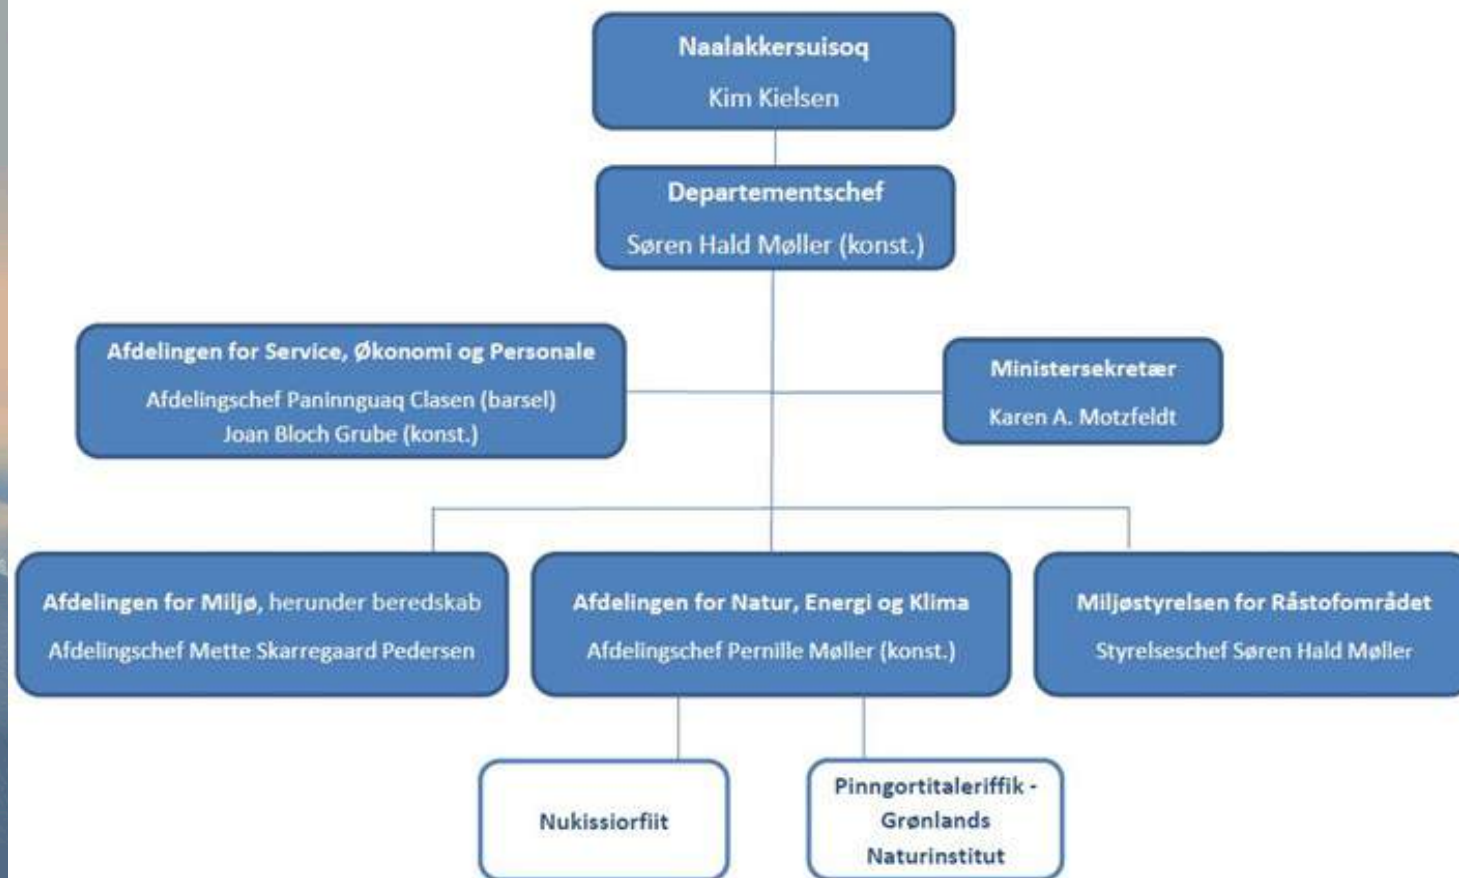 Naalakkersuisoq
Kim Kielsen
Departementschef
Søren Hald Møller (konst.)
Afdelingen for Service, Økonomi og Personale
Afdelingschef Paninnguaq Clasen (barsel)
Joan Bloch Grube (konst.)
Ministersekretær
Karen A. Motzfeldt
Afdelingen for Miljø, herunder beredskab
Afdelingschef Mette Skarregaard Pedersen
Afdelingen for Natur, Energi og Klima
Afdelingschef Pernille Møller (konst.)
Miljøstyrelsen for Råstofområdet
Styrelseschef Søren Hald Møller
Nukissiorfiit
Pinngortitaleriffik -
Grønlands
Naturinstitut